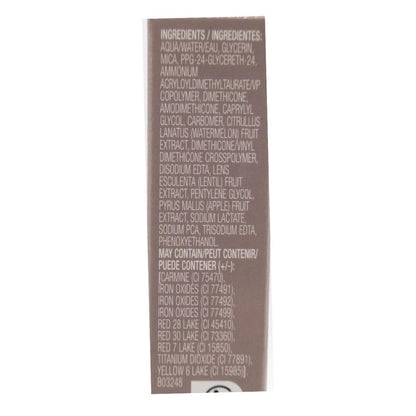 INGREDIENTS / INGREDIENTES:
AQUA/WATER/EAU, GLYCERIN,
MICA, PPG-24-GLYCERETH-24,
AMMONIUM
ACRYLOYLDIMETHYLTAURATE/VP
COPOLYMER, DIMETHICONE,
AMODIMETHICONE, CAPRYLYL
GLYCOL, CARBOMER, CITRULLUS
LANATUS (WATERMELON) FRUIT
EXTRACT, DIMETHICONE/VINYL
DIMETHICONE CROSSPOLYMER,
DISODIUM EDTA, LENS
ESCULENTA (LENTIL) FRUIT
EXTRACT, PENTYLENE GLYCOL,
PYRUS MALUS (APPLE) FRUIT
EXTRACT, SODIUM LACTATE,
SODIUM PCA, TRISODIUM EDTA,
PHENOXYETHANOL.
MAY CONTAIN/PEUT CONTENIR/
PUEDE CONTENER (+/-):
[CARMINE (CI 75470),
IRON OXIDES (CI 77491),
IRON OXIDES (CI 77492),
IRON OXIDES (CI 77499),
RED 28 LAKE (CI 45410),
RED 30 LAKE (CI 73360),
RED 7 LAKE (CI 15850),
TITANIUM DIOXIDE (CI 77891),
YELLOW 6 LAKE (CI 15985)].
B03248